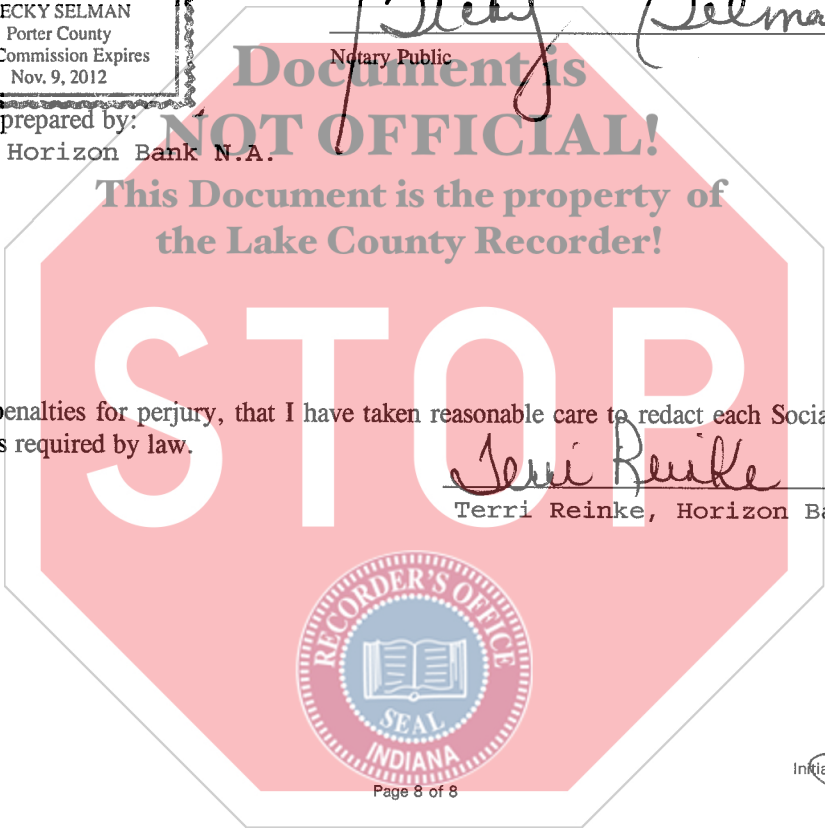 ECKY SELMAN
Porter County
Commission Expires
Nov. 9, 2012
Becky Selma
Notary Public
Document is
NOT OFFICIAL!
This Document is the property of
the Lake County Recorder!
prepared by:
Horizon Bank N.A.
STOP
penalties for perjury, that I have taken reasonable care to redact each Socia
s required by law.
Terri Reinke
Terri Reinke, Horizon Ba
RECORDER'S OFFICE
SEAL
INDIANA
Initia
Page 8 of 8